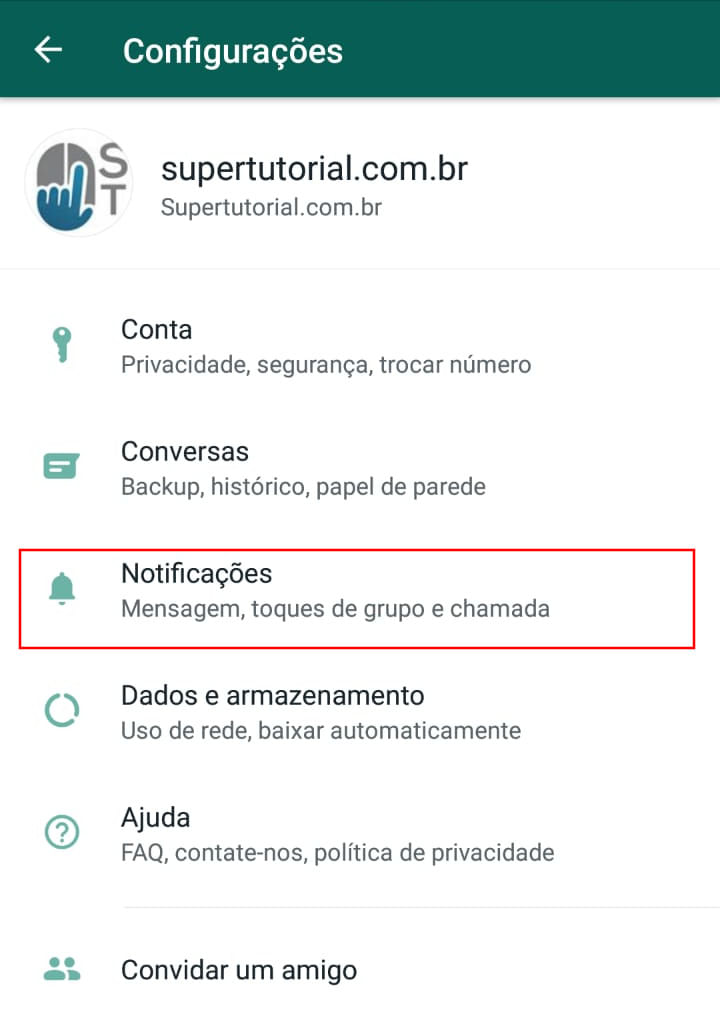 Configurações
S
T
supertutorial.com.br
Supertutorial.com.br
Conta
Privacidade, segurança, trocar número
Conversas
Backup, histórico, papel de parede
Notificações
Mensagem, toques de grupo e chamada
Dados e armazenamento
Uso de rede, baixar automaticamente
?
Ajuda
FAQ, contate-nos, política de privacidade
Convidar um amigo